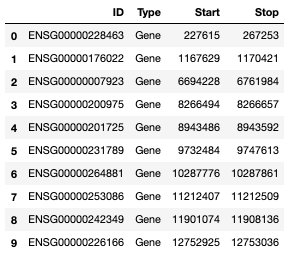 ID Type Start Stop
0 ENSG00000228463 Gene 227615 267253
1 ENSG00000176022 Gene 1167629 1170421
2 ENSG00000007923 Gene 6694228 6761984
3 ENSG00000200975 Gene 8266494 8266657
4 ENSG00000201725 Gene 8943486 8943592
5 ENSG00000231789 Gene 9732484 9747613
6 ENSG00000264881 Gene 10287776 10287861
7 ENSG00000253086 Gene 11212407 11212509
8 ENSG00000242349 Gene 11901074 11908136
9 ENSG00000226166 Gene 12752925 12753036